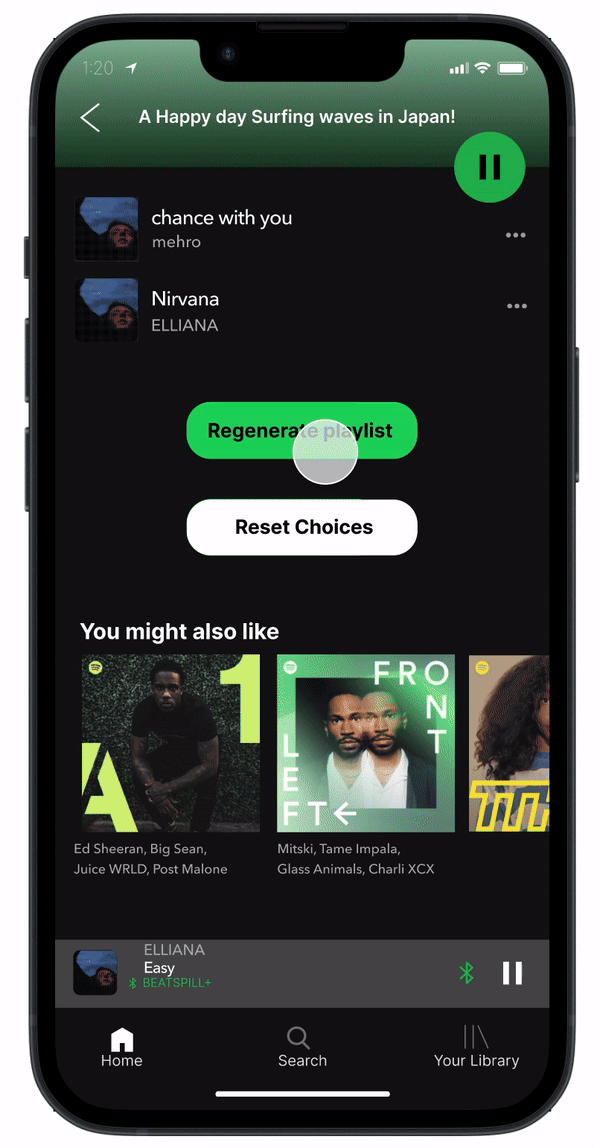 1:20
A Happy day Surfing waves in Japan!
chance with you
mehro
Nirvana
ELLIANA
Regenerate playlist
Reset Choices
You might also like
1
A
FRONT
LEFT
Ed Sheeran, Big Sean,
Juice WRLD, Post Malone
Mitski, Tame Impala,
Glass Animals, Charli XCX
ELLIANA
Easy
BEATSPILL+
Home
Search
Your Library